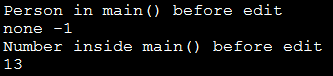 Person in main() before edit
none -1
Number inside main() before edit
13